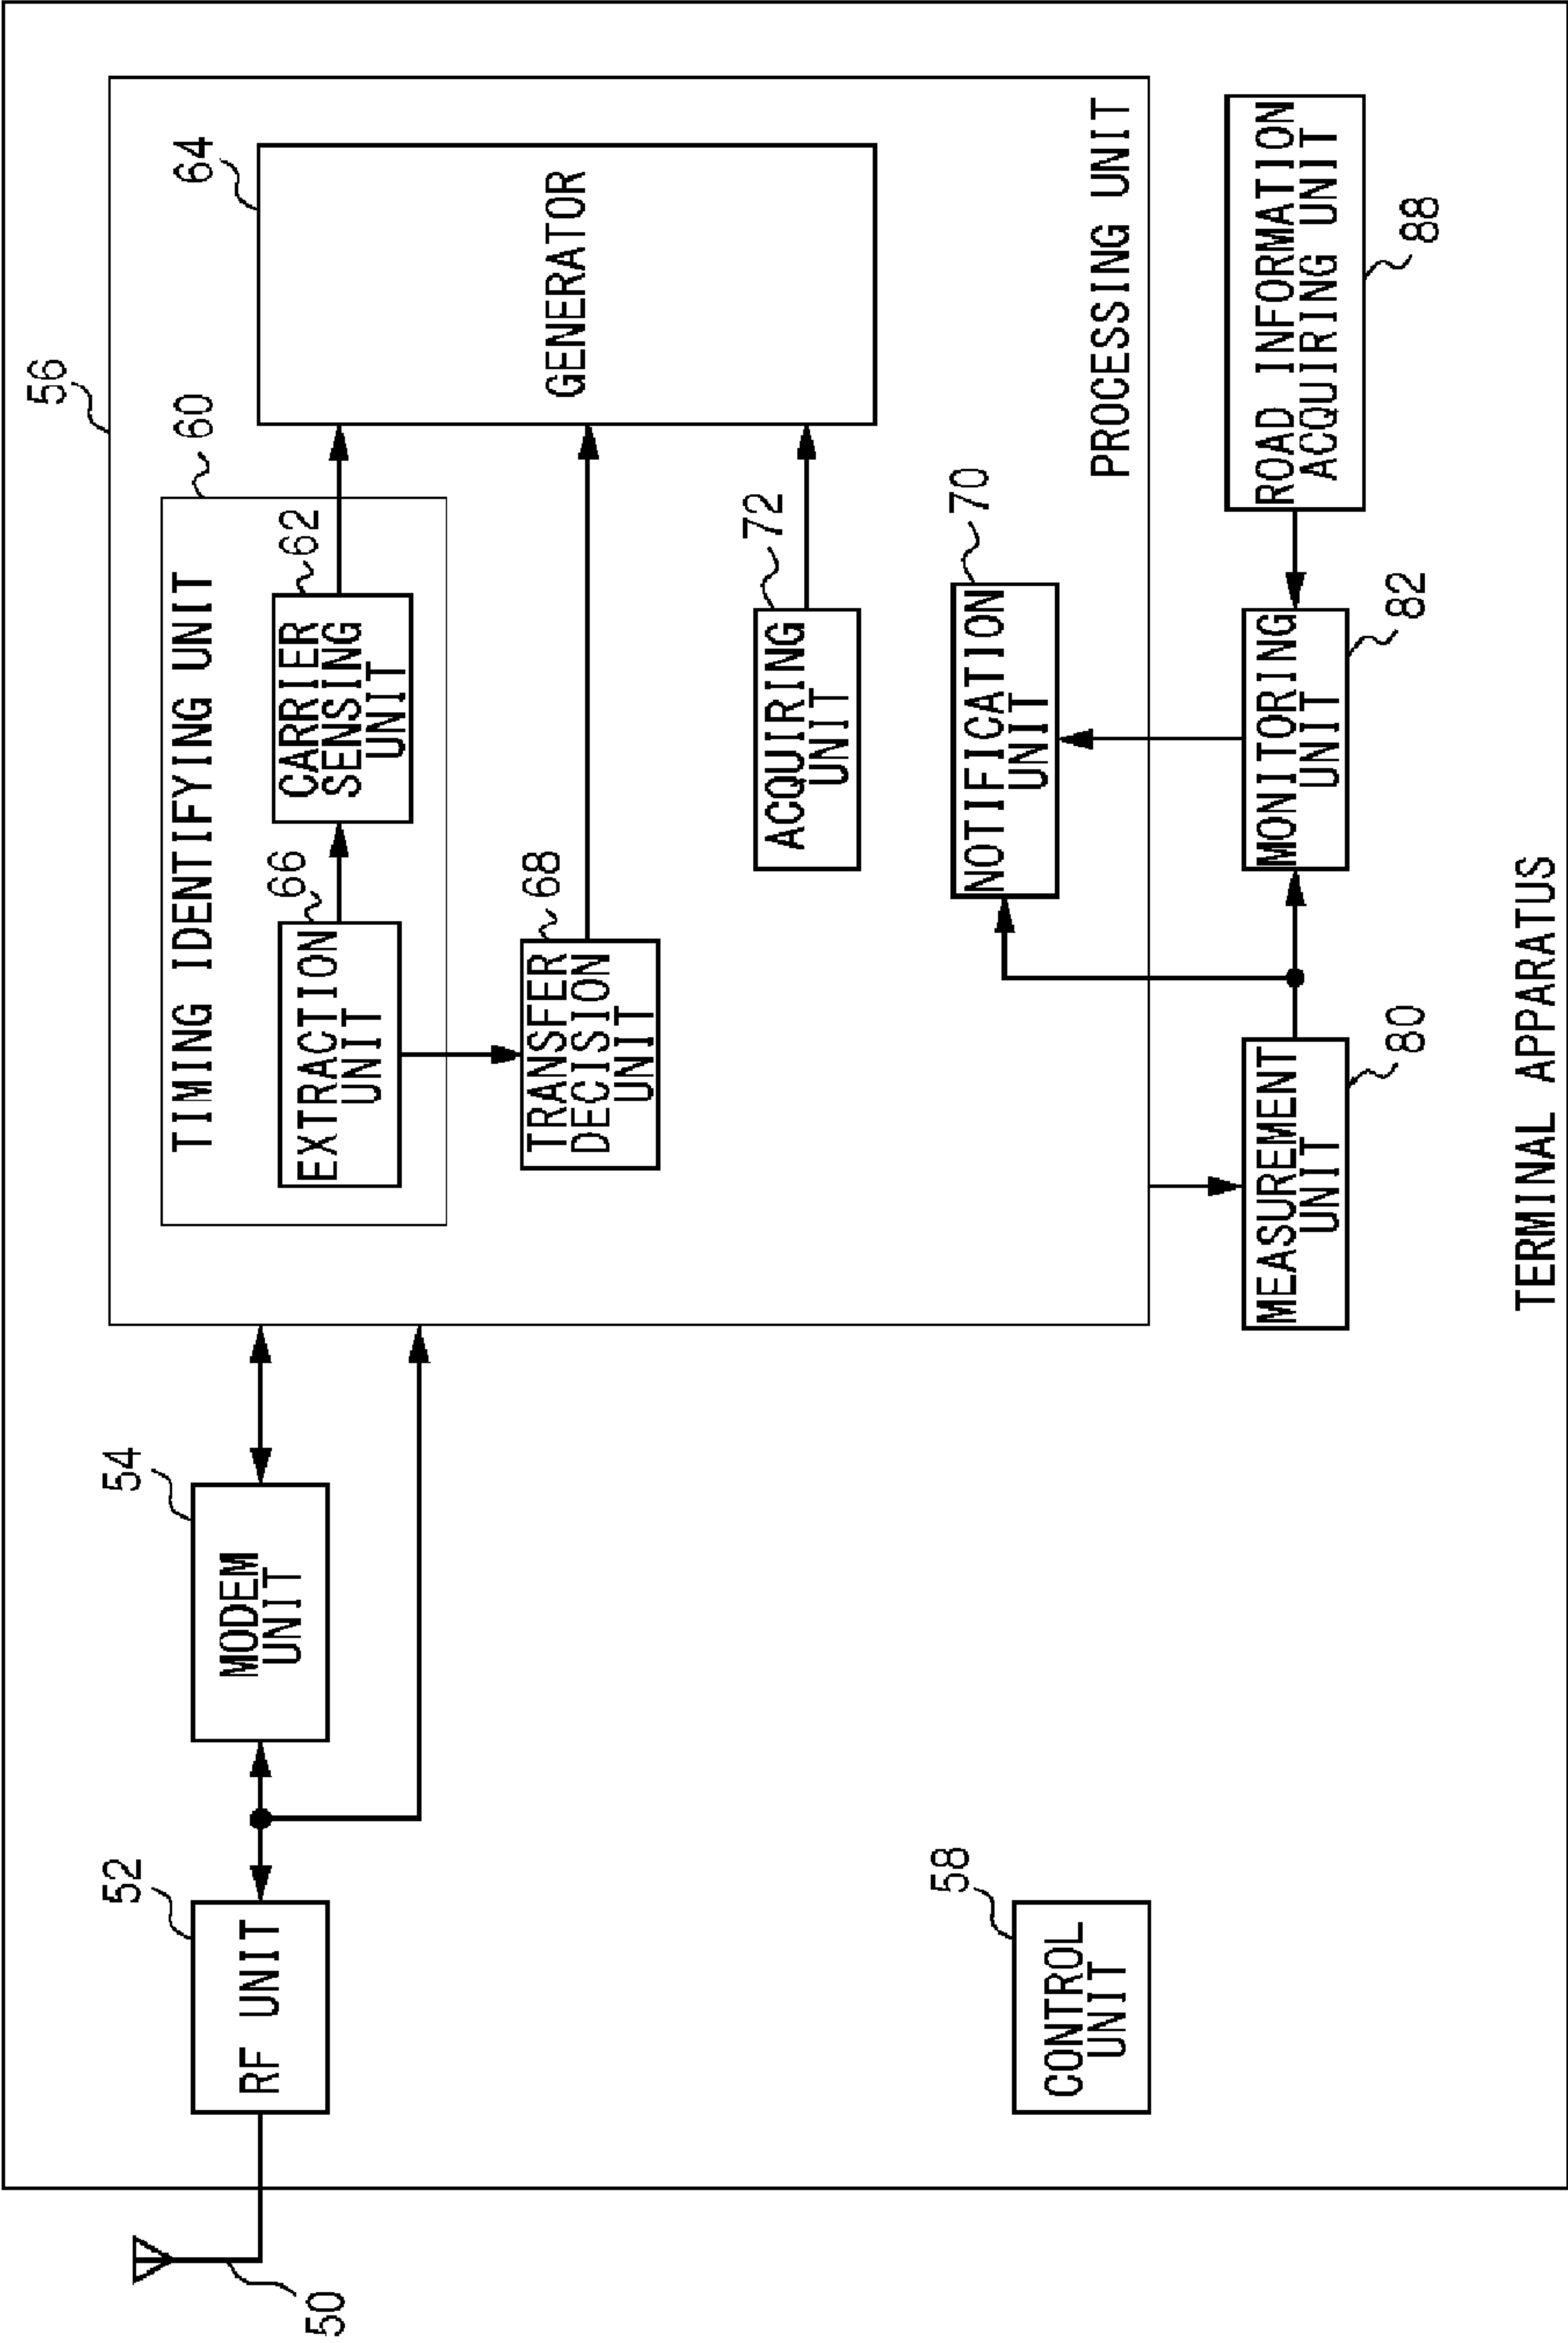 50
52
RF UNIT
54
MODEM
UNIT
56
60
TIMING IDENTIFYING UNIT
66
EXTRACTION
UNIT
62
CARRIER
SENSING
UNIT
64
GENERATOR
68
TRANSFER
DECISION
UNIT
72
ACQUIRING
UNIT
70
NOTIFICATION
UNIT
PROCESSING UNIT
58
CONTROL
UNIT
MEASUREMENT
UNIT
80
MONITORING
UNIT
82
ROAD INFORMATION
ACQUIRING UNIT
88
TERMINAL APPARATUS